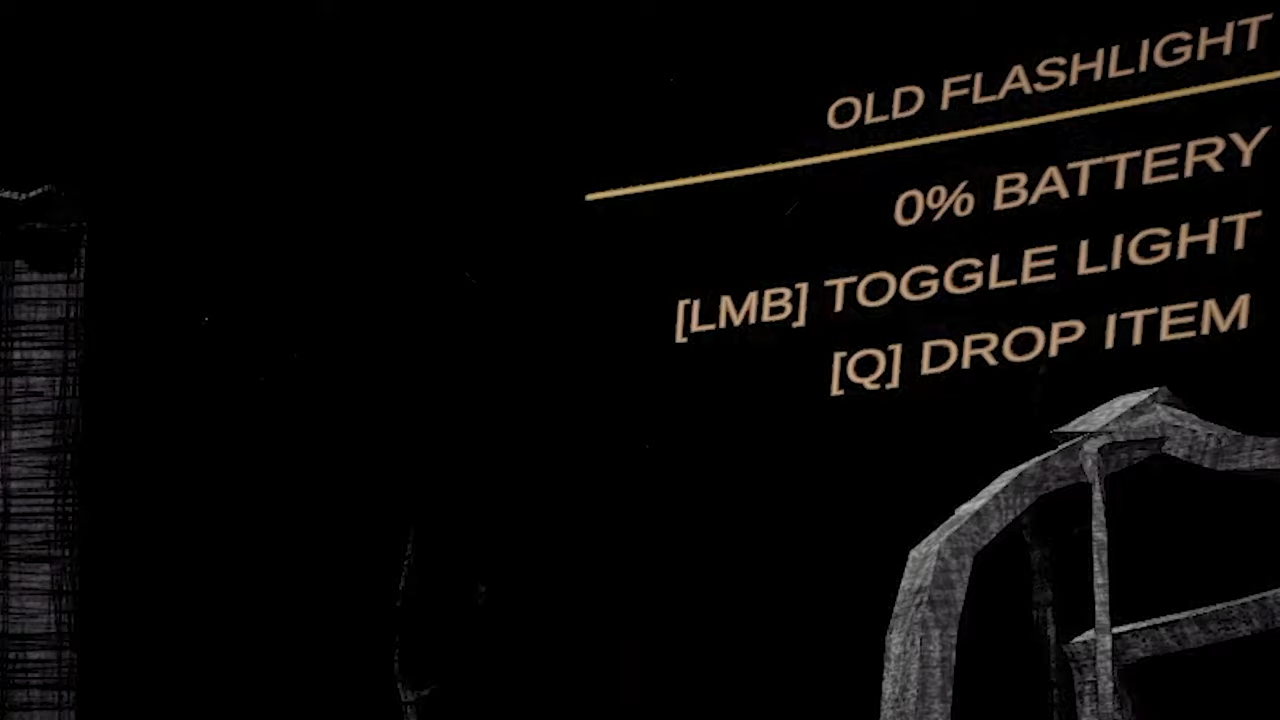 OLD FLASHLIGHT
0% BATTERY
[LMB] TOGGLE LIGHT
[Q] DROP ITEM